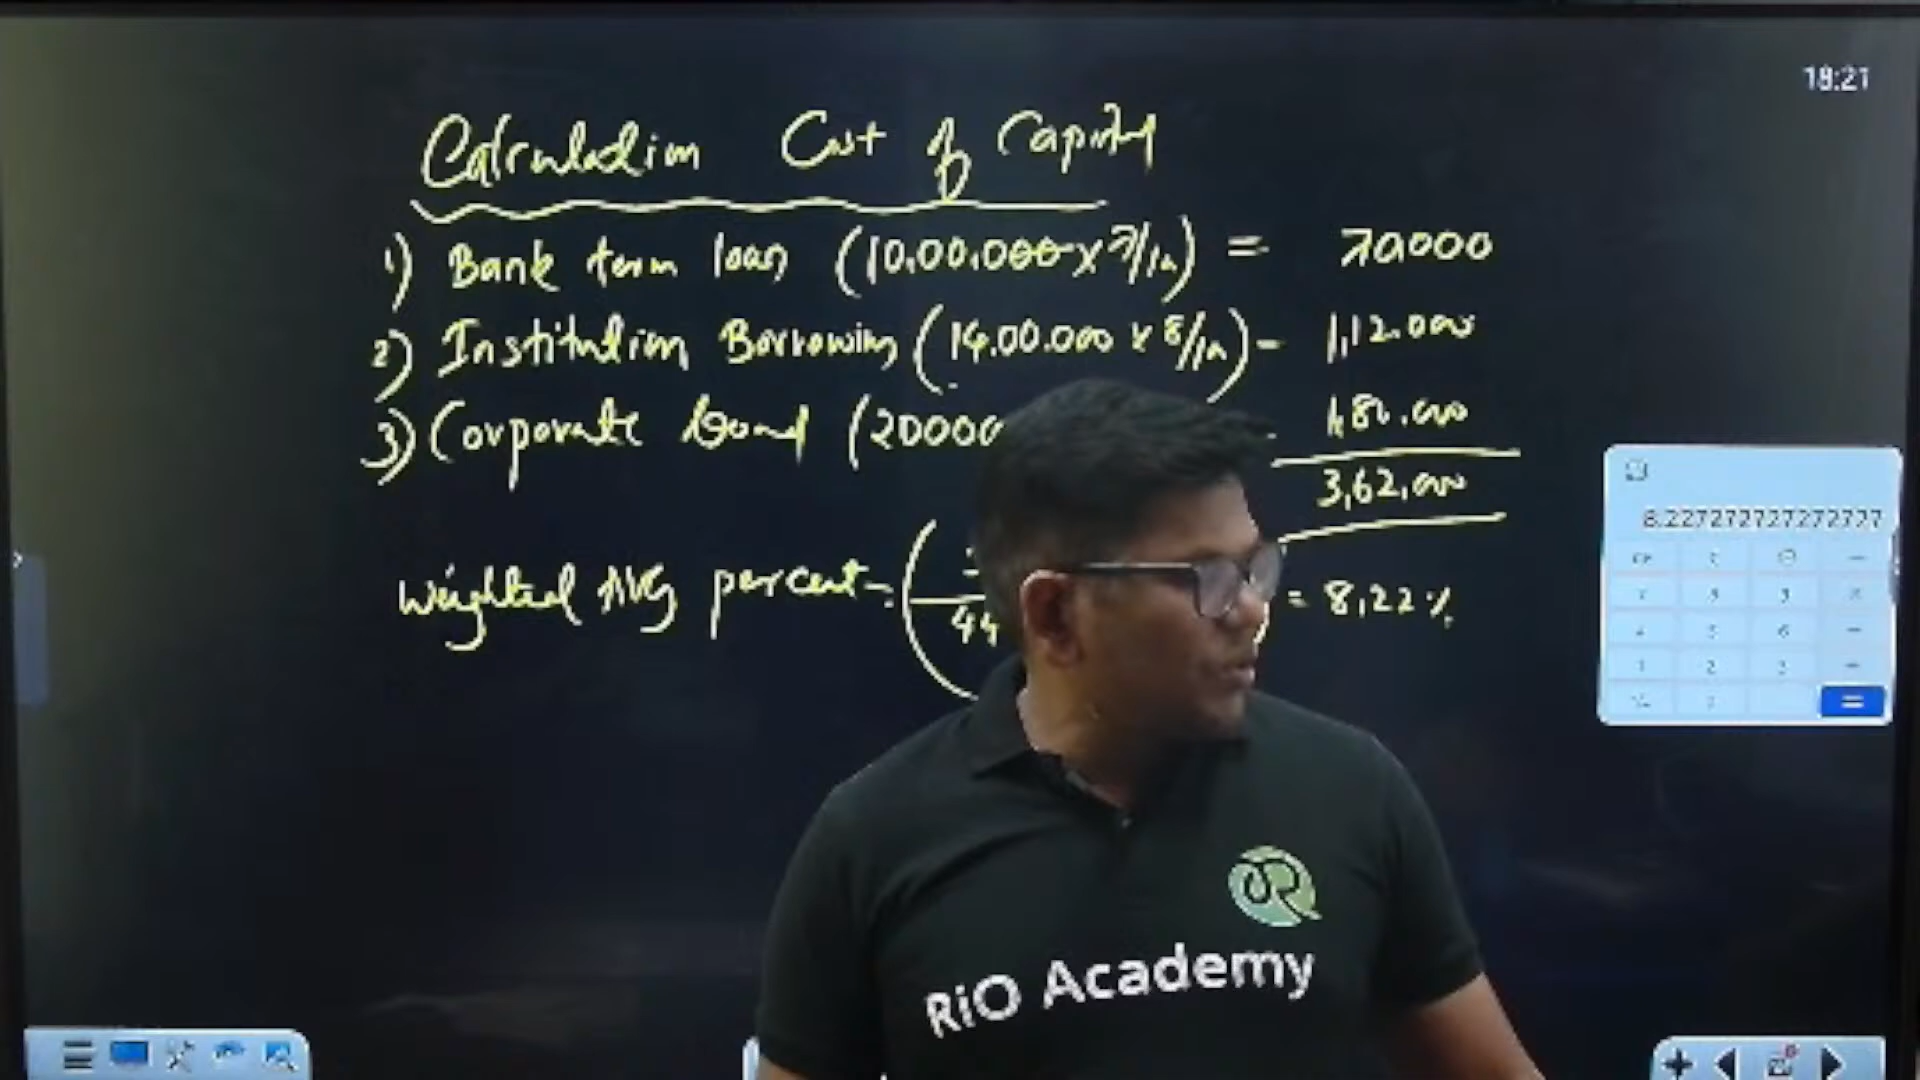 18:21
Calculation Cost of Capital
1) Bank term loan (10,00,000 x 7/100) = 70000
2) Institution Borrowing (14,00,000 x 8/100) - 1,12,000
3) Corporate bond (20000 - 1,80,000
3,62,000
Weighted AVG percent = ( 44 = 8.22%
8.227272727272727
RiO Academy